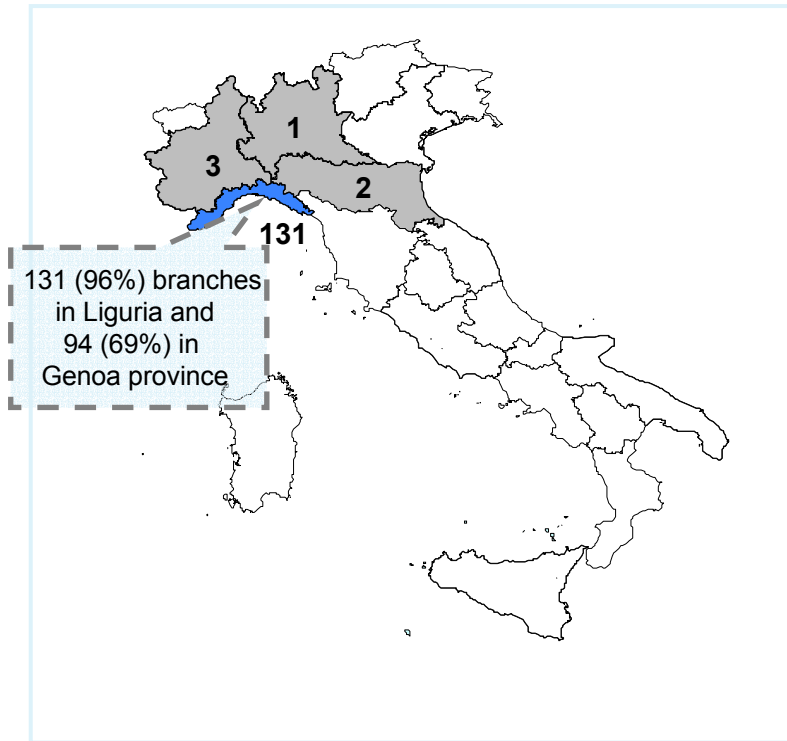 1
3
2
131
131 (96%) branches
in Liguria and
94 (69%) in
Genoa province